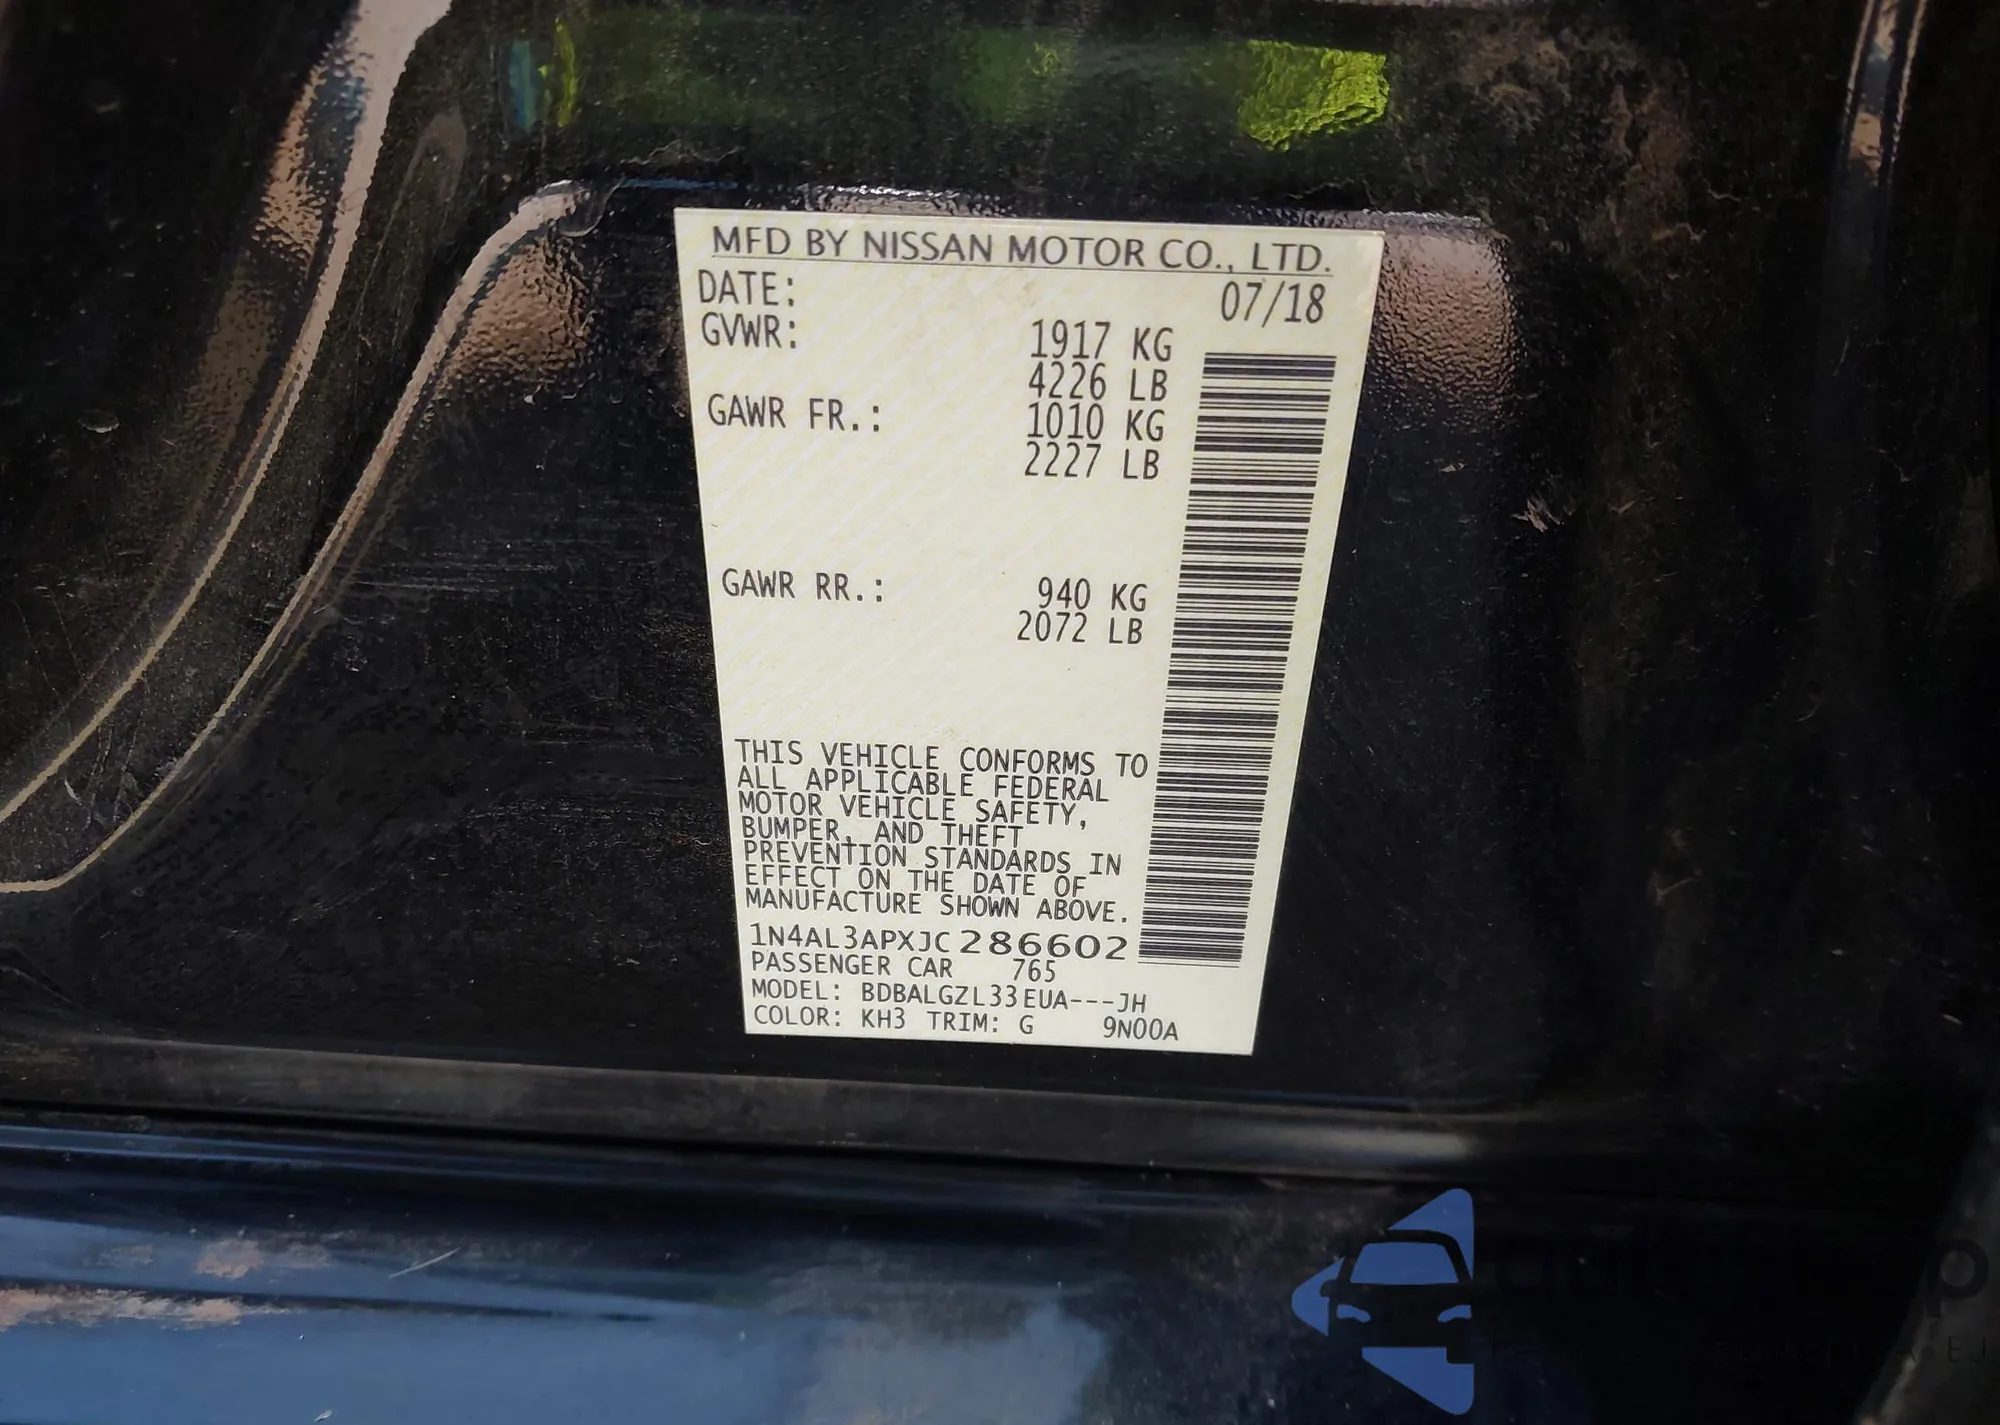 MFD BY NISSAN MOTOR CO., LTD.
DATE: 07/18
GVWR: 1917 KG
4226 LB
GAWR FR.: 1010 KG
2227 LB
GAWR RR.: 940 KG
2072 LB
THIS VEHICLE CONFORMS TO
ALL APPLICABLE FEDERAL
MOTOR VEHICLE SAFETY,
BUMPER, AND THEFT
PREVENTION STANDARDS IN
EFFECT ON THE DATE OF
MANUFACTURE SHOWN ABOVE.
1N4AL3APXJC286602
PASSENGER CAR 765
MODEL: BDBALGZL33EUA---JH
COLOR: KH3 TRIM: G 9N00A